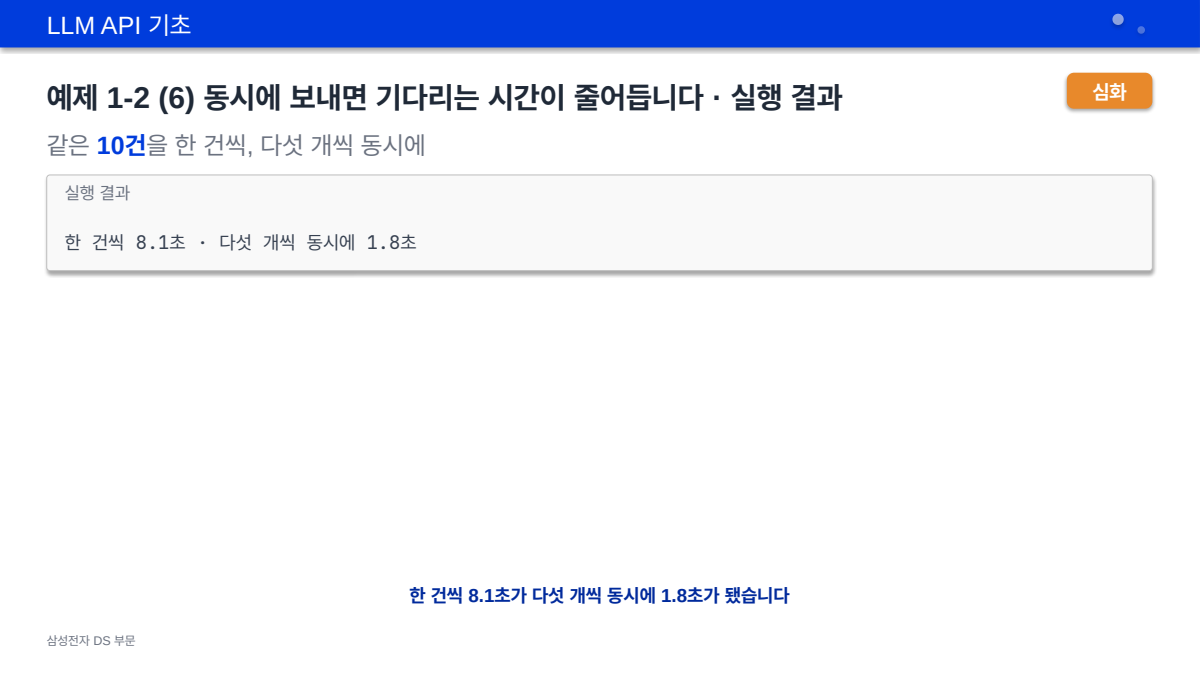 LLM API 기초
예제 1-2 (6) 동시에 보내면 기다리는 시간이 줄어듭니다 · 실행 결과
심화
같은 10건을 한 건씩, 다섯 개씩 동시에
실행 결과
한 건씩 8.1초 · 다섯 개씩 동시에 1.8초
한 건씩 8.1초가 다섯 개씩 동시에 1.8초가 됐습니다
삼성전자 DS 부문